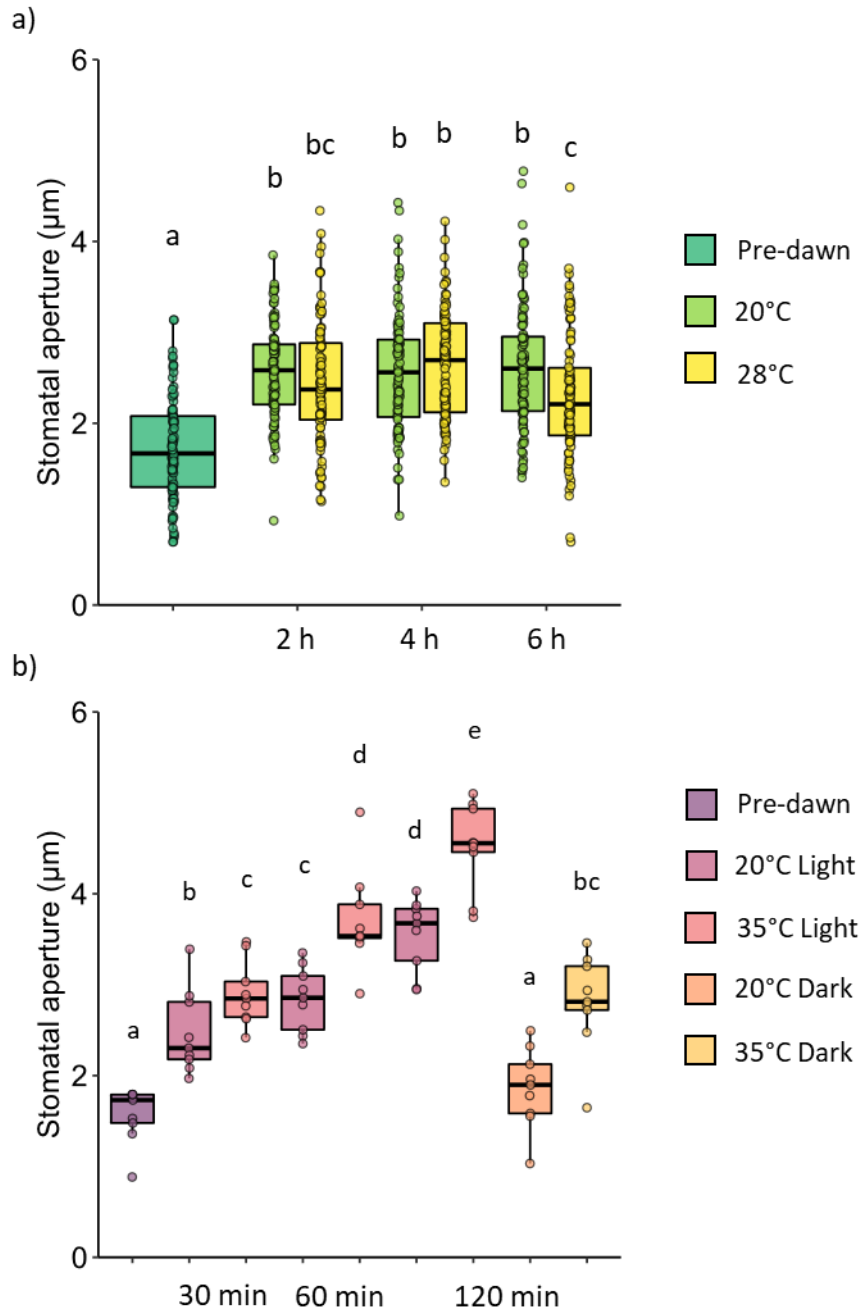 a)
6
4
2
0
Stomatal aperture (µm)
a
b
bc
b
b
b
c
2 h
4 h
6 h
Pre-dawn
20°C
28°C
b)
6
4
2
0
Stomatal aperture (µm)
a
b
c
c
d
d
e
a
bc
30 min
60 min
120 min
Pre-dawn
20°C Light
35°C Light
20°C Dark
35°C Dark